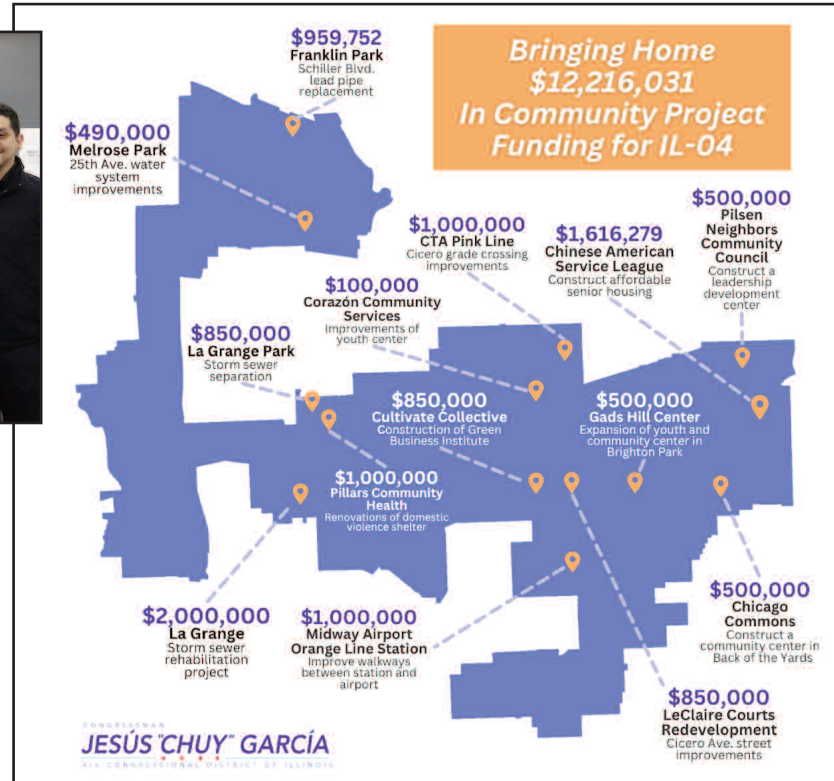 Bringing Home
$12,216,031
In Community Project
Funding for IL-04
$959,752
Franklin Park
Schiller Blvd.
lead pipe
replacement
$490,000
Melrose Park
25th Ave. water
system
improvements
$500,000
Pilsen
Neighbors
Community
Council
Construct a
leadership
development
center
$1,000,000
CTA Pink Line
Cicero grade crossing
improvements
$1,616,279
Chinese American
Service League
Construct affordable
senior housing
$100,000
Corazón Community
Services
Improvements of
youth center
$850,000
La Grange Park
Storm sewer
separation
$850,000
Cultivate Collective
Construction of Green
Business Institute
$500,000
Gads Hill Center
Expansion of youth and
community center in
Brighton Park
$1,000,000
Pillars Community
Health
Renovations of domestic
violence shelter
$2,000,000
La Grange
Storm sewer
rehabilitation
project
$1,000,000
Midway Airport
Orange Line Station
Improve walkways
between station and
airport
$500,000
Chicago
Commons
Construct a
community center in
Back of the Yards
$850,000
LeClaire Courts
Redevelopment
Cicero Ave. street
improvements
CONGRESSMAN
JESÚS "CHUY" GARCÍA
4TH CONGRESSIONAL DISTRICT OF ILLINOIS